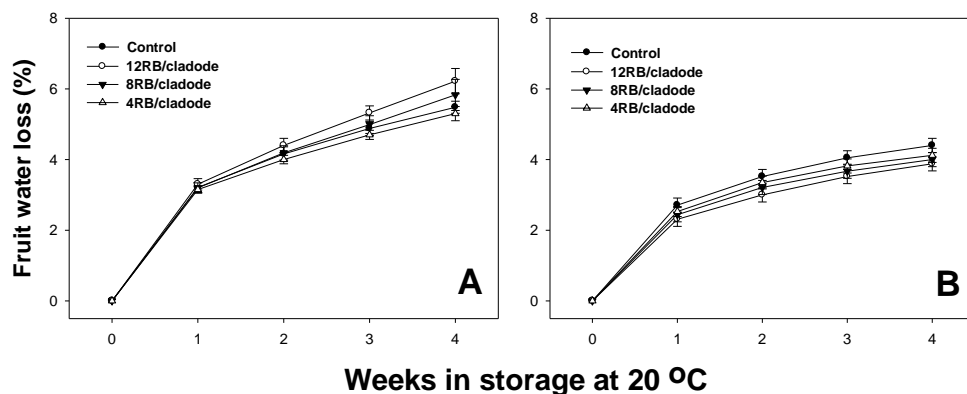 8
6
4
2
0
Fruit water loss (%)
Control
12RB/cladode
8RB/cladode
4RB/cladode
A
0 1 2 3 4
8
6
4
2
0
Control
12RB/cladode
8RB/cladode
4RB/cladode
B
0 1 2 3 4
Weeks in storage at 20 ºC